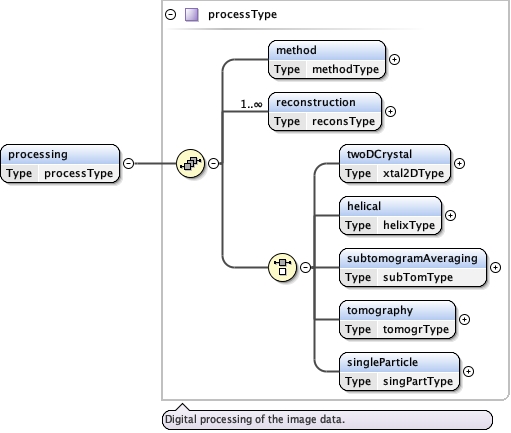 processType
method
Type methodType
1..∞
reconstruction
Type reconsType
processing
Type processType
twoDCrystal
Type xtal2DType
helical
Type helixType
subtomogramAveraging
Type subTomType
tomography
Type tomogrType
singleParticle
Type singPartType
Digital processing of the image data.